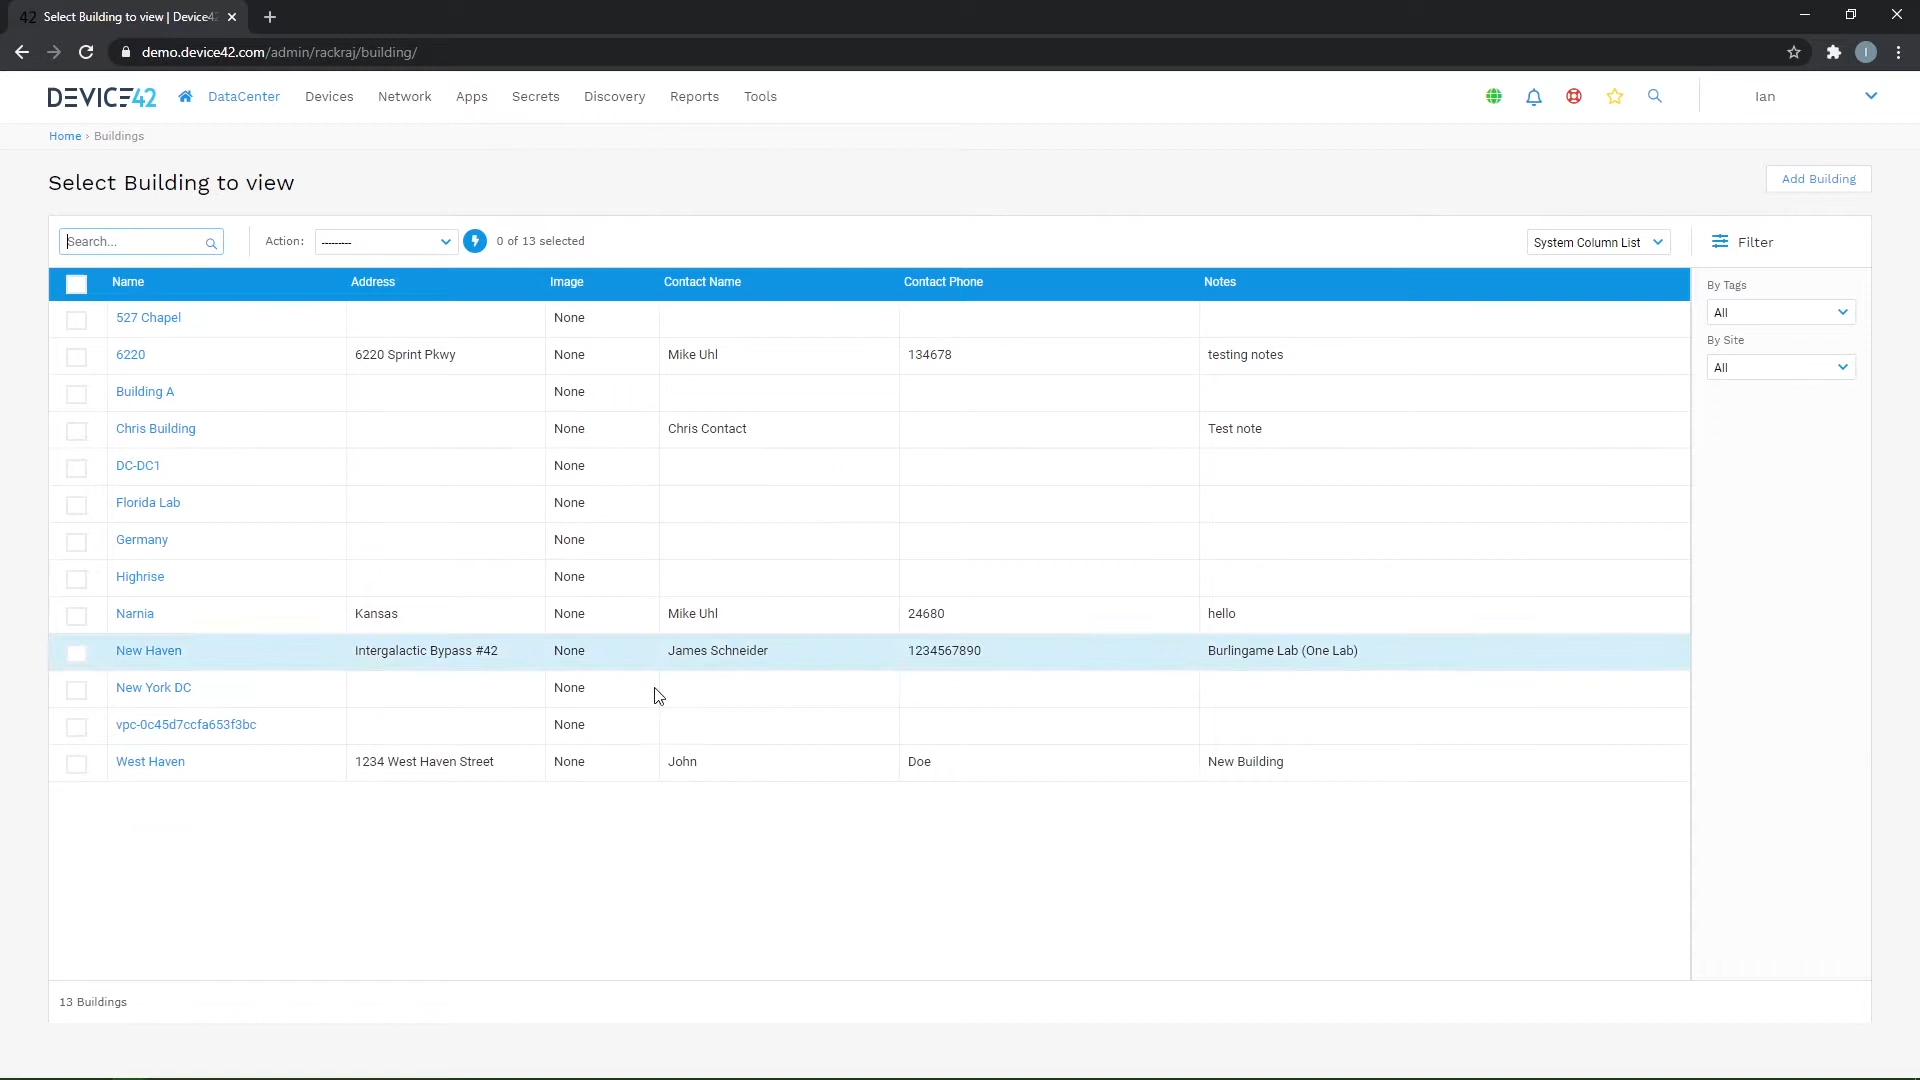 42 Select Building to view | Device42
demo.device42.com/admin/rackraj/building/
I
DEVICE42 DataCenter Devices Network Apps Secrets Discovery Reports Tools Ian
Home › Buildings
Select Building to view
Add Building
Search... Action: --------- 0 of 13 selected System Column List Filter
Name Address Image Contact Name Contact Phone Notes
By Tags
All
By Site
All
527 Chapel None
6220 6220 Sprint Pkwy None Mike Uhl 134678 testing notes
Building A None
Chris Building None Chris Contact Test note
DC-DC1 None
Florida Lab None
Germany None
Highrise None
Narnia Kansas None Mike Uhl 24680 hello
New Haven Intergalactic Bypass #42 None James Schneider 1234567890 Burlingame Lab (One Lab)
New York DC None
vpc-0c45d7ccfa653f3bc None
West Haven 1234 West Haven Street None John Doe New Building
13 Buildings